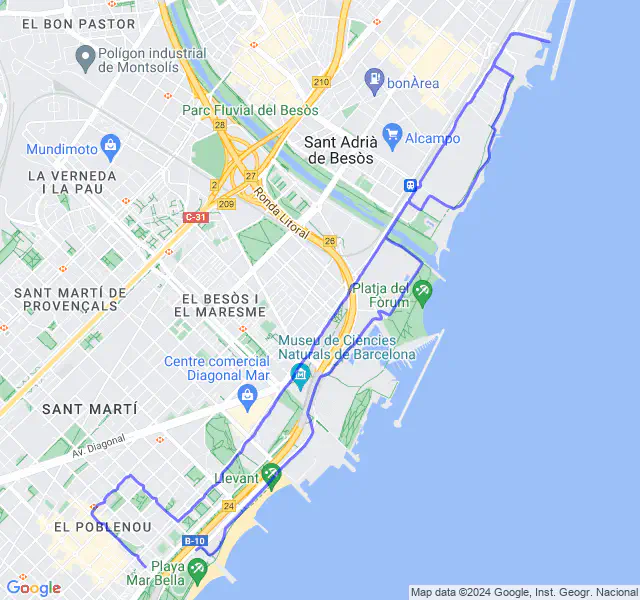 EL BON PASTOR
Polígon industrial
de Montsolís
210
bonÀrea
Parc Fluvial del Besòs
28
Sant Adrià
de Besòs
Alcampo
Mundimoto
LA VERNEDA
I LA PAU
27
2
209
C-31
Ronda Litoral
26
SANT MARTÍ DE
PROVENÇALS
EL BESÒS I
EL MARESME
Platja del
Fòrum
Museu de Ciències
Naturals de Barcelona
Centre comercial
Diagonal Mar
SANT MARTÍ
Av. Diagonal
Llevant
24
EL POBLENOU
B-10
Playa
Mar Bella
Google
Map data ©2024 Google, Inst. Geogr. Nacional